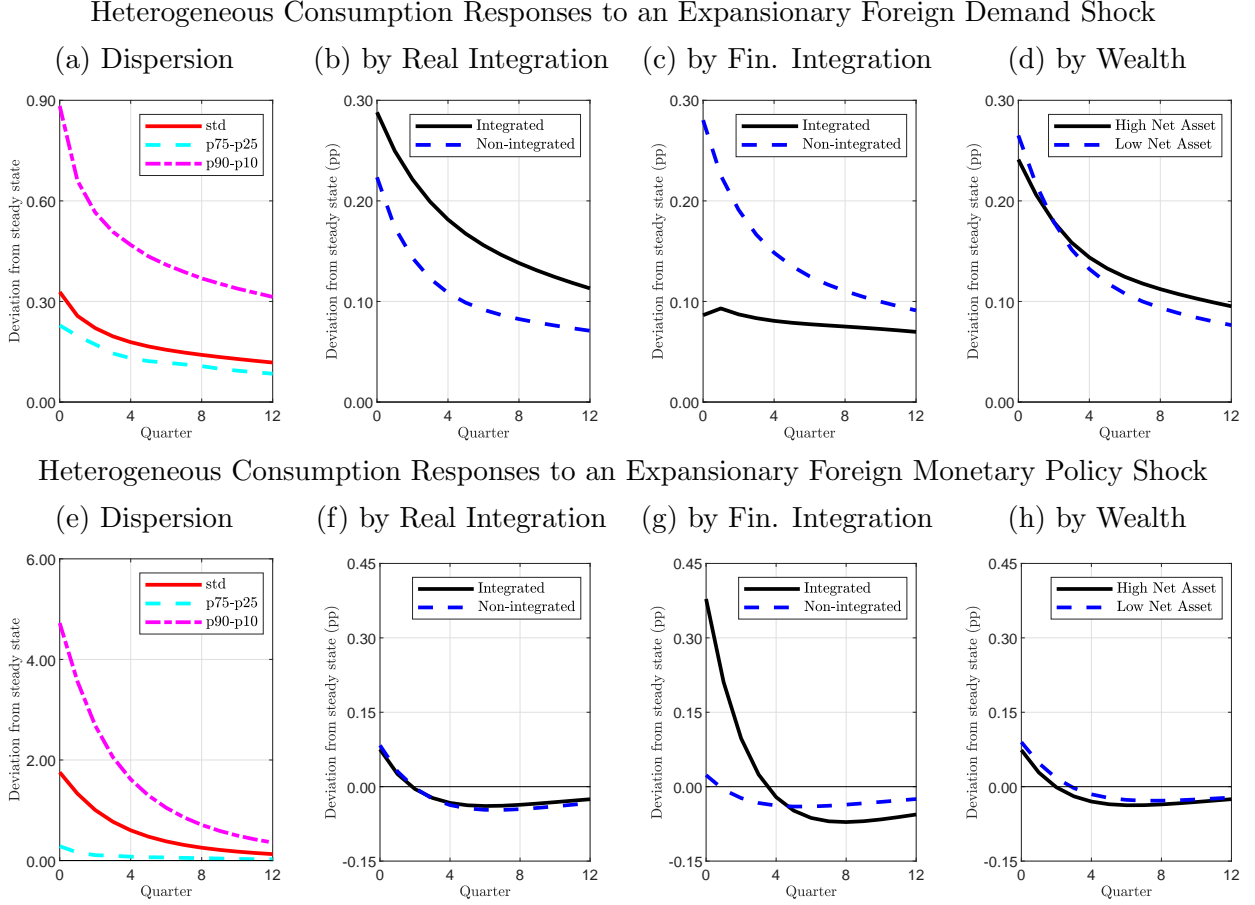 Heterogeneous Consumption Responses to an Expansionary Foreign Demand Shock
(a) Dispersion
(b) by Real Integration
(c) by Fin. Integration
(d) by Wealth
Deviation from steady state
0.90
0.60
0.30
0.00
0
4
8
12
Quarter
std
p75-p25
p90-p10
Deviation from steady state (pp)
0.30
0.20
0.10
0.00
0
4
8
12
Quarter
Integrated
Non-integrated
Deviation from steady state (pp)
0.30
0.20
0.10
0.00
0
4
8
12
Quarter
Integrated
Non-integrated
Deviation from steady state (pp)
0.30
0.20
0.10
0.00
0
4
8
12
Quarter
High Net Asset
Low Net Asset
Heterogeneous Consumption Responses to an Expansionary Foreign Monetary Policy Shock
(e) Dispersion
(f) by Real Integration
(g) by Fin. Integration
(h) by Wealth
Deviation from steady state
6.00
4.00
2.00
0.00
0
4
8
12
Quarter
std
p75-p25
p90-p10
Deviation from steady state (pp)
0.45
0.30
0.15
0.00
-0.15
0
4
8
12
Quarter
Integrated
Non-integrated
Deviation from steady state (pp)
0.45
0.30
0.15
0.00
-0.15
0
4
8
12
Quarter
Integrated
Non-integrated
Deviation from steady state (pp)
0.45
0.30
0.15
0.00
-0.15
0
4
8
12
Quarter
High Net Asset
Low Net Asset